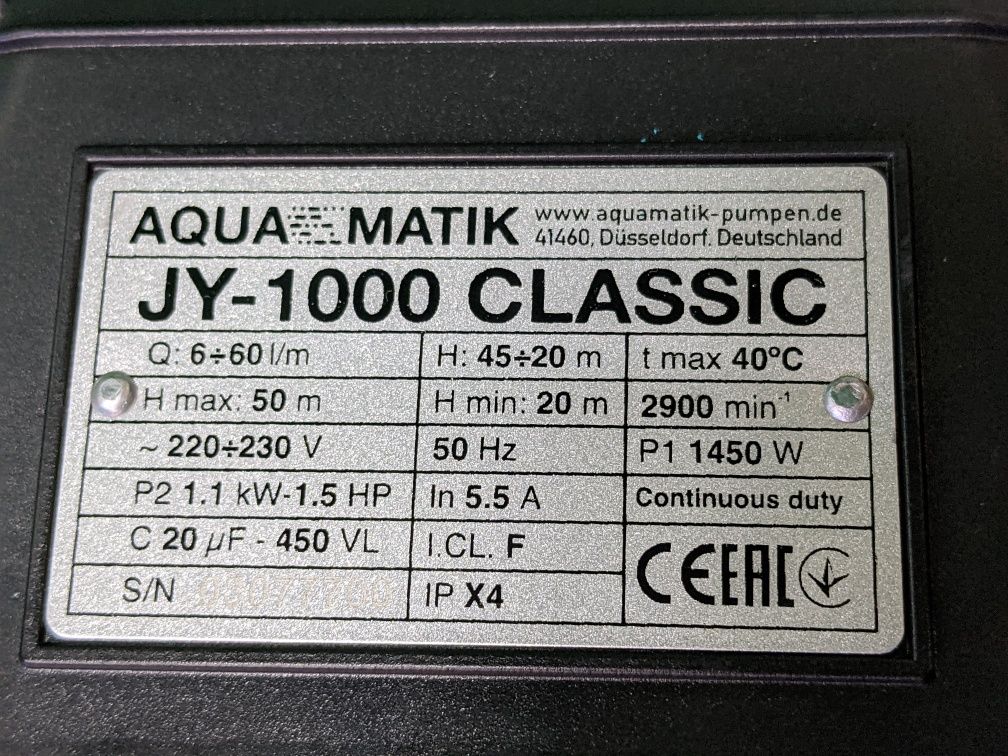 AQUA MATIK
www.aquamatik-pumpen.de
41460, Düsseldorf. Deutschland
JY-1000 CLASSIC
Q: 6÷60 l/m H: 45÷20 m t max 40°C
H max: 50 m H min: 20 m 2900 min⁻¹
~ 220÷230 V 50 Hz P1 1450 W
P2 1.1 kW-1.5 HP In 5.5 A Continuous duty
C 20 µF - 450 VL I.CL. F CE EAC
S/N IP X4